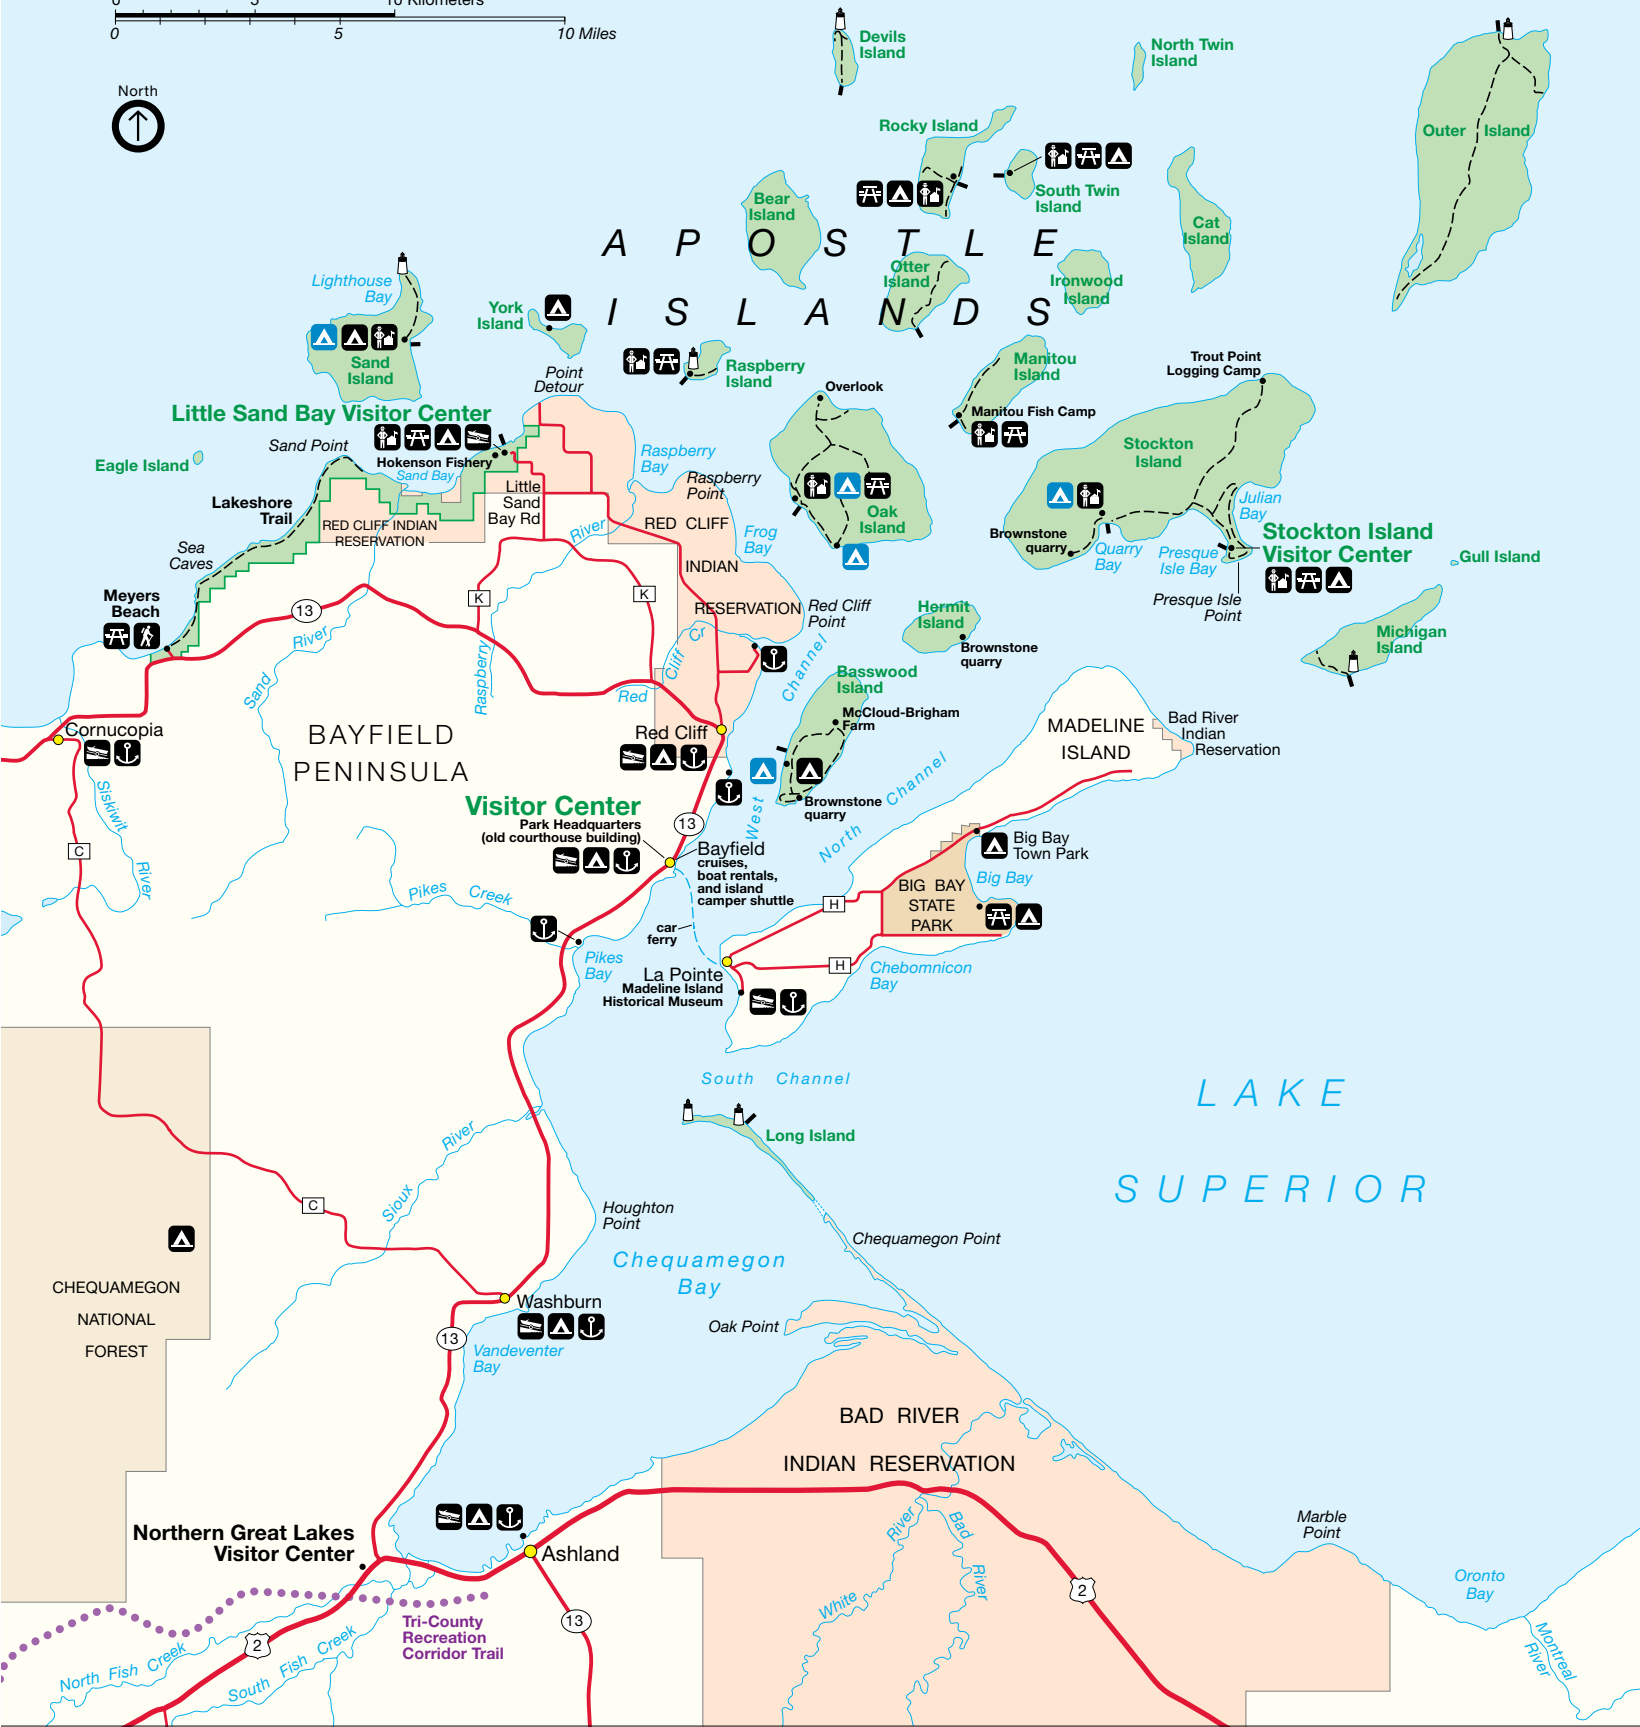 0 5 10 Kilometers
0 5 10 Miles
North
Devils
Island
North Twin
Island
Outer Island
Rocky Island
South Twin
Island
Bear
Island
Cat
Island
APOSTLE
ISLANDS
Otter
Island
Ironwood
Island
Lighthouse
Bay
Sand
Island
York
Island
Raspberry
Island
Point
Detour
Manitou
Island
Manitou Fish Camp
Trout Point
Logging Camp
Overlook
Oak
Island
Stockton
Island
Little Sand Bay Visitor Center
Hokenson Fishery
Sand Bay
Sand Point
Eagle Island
Lakeshore
Trail
Sea
Caves
Meyers
Beach
RED CLIFF INDIAN
RESERVATION
Little
Sand
Bay Rd
Raspberry
Bay
Raspberry
Point
RED CLIFF
INDIAN
RESERVATION
Frog
Bay
Red Cliff
Point
Julian
Bay
Brownstone
quarry
Quarry
Bay
Presque
Isle Bay
Stockton Island
Visitor Center
Presque Isle
Point
Gull Island
Michigan
Island
Hermit
Island
Brownstone
quarry
Basswood
Island
McCloud-Brigham
Farm
Brownstone
quarry
13
K
K
Sand River
Raspberry River
Red Cliff Cr
West Channel
North Channel
Cornucopia
BAYFIELD
PENINSULA
Red Cliff
Visitor Center
Park Headquarters
(old courthouse building)
13
Bayfield
cruises,
boat rentals,
and island
camper shuttle
MADELINE
ISLAND
Bad River
Indian
Reservation
Big Bay
Town Park
Big Bay
BIG BAY
STATE
PARK
H
H
Chebomnicon
Bay
car
ferry
La Pointe
Madeline Island
Historical Museum
C
Siskiwit River
Pikes Creek
Pikes
Bay
South Channel
Long Island
LAKE
SUPERIOR
Sioux River
C
Houghton
Point
Chequamegon
Bay
Chequamegon Point
Oak Point
CHEQUAMEGON
NATIONAL
FOREST
Washburn
13
Vandeventer
Bay
BAD RIVER
INDIAN RESERVATION
Northern Great Lakes
Visitor Center
Ashland
White River
Bad River
Marble
Point
Oronto
Bay
Montreal
River
2
13
2
Tri-County
Recreation
Corridor Trail
North Fish Creek
South Fish Creek